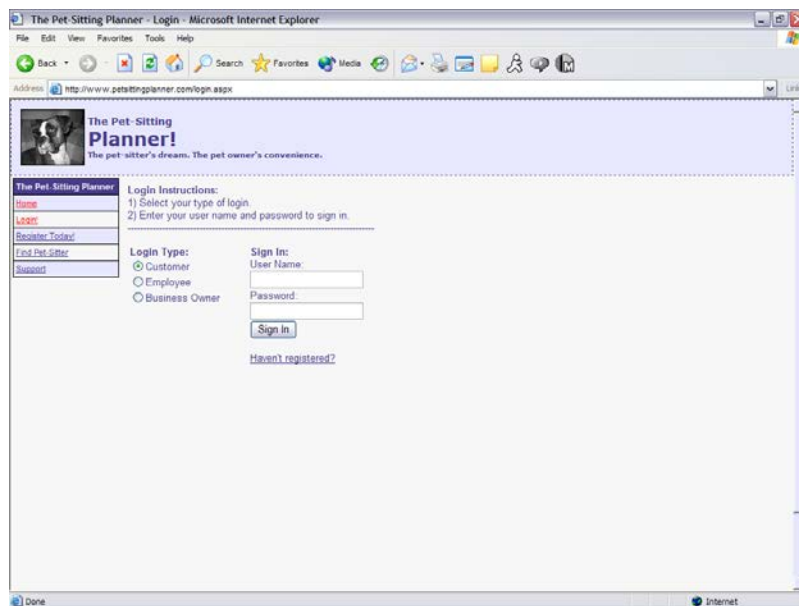 The Pet-Sitting Planner - Login - Microsoft Internet Explorer
File Edit View Favorites Tools Help
Back Search Favorites Media
Address http://www.petsittingplanner.com/login.aspx
The Pet-Sitting
Planner!
The pet-sitter's dream. The pet owner's convenience.
The Pet-Sitting Planner
Home
Login!
Register Today!
Find Pet-Sitter
Support
Login Instructions:
1) Select your type of login.
2) Enter your user name and password to sign in.
Login Type:
Customer
Employee
Business Owner
Sign In:
User Name:
Password:
Sign In
Haven't registered?
Done Internet